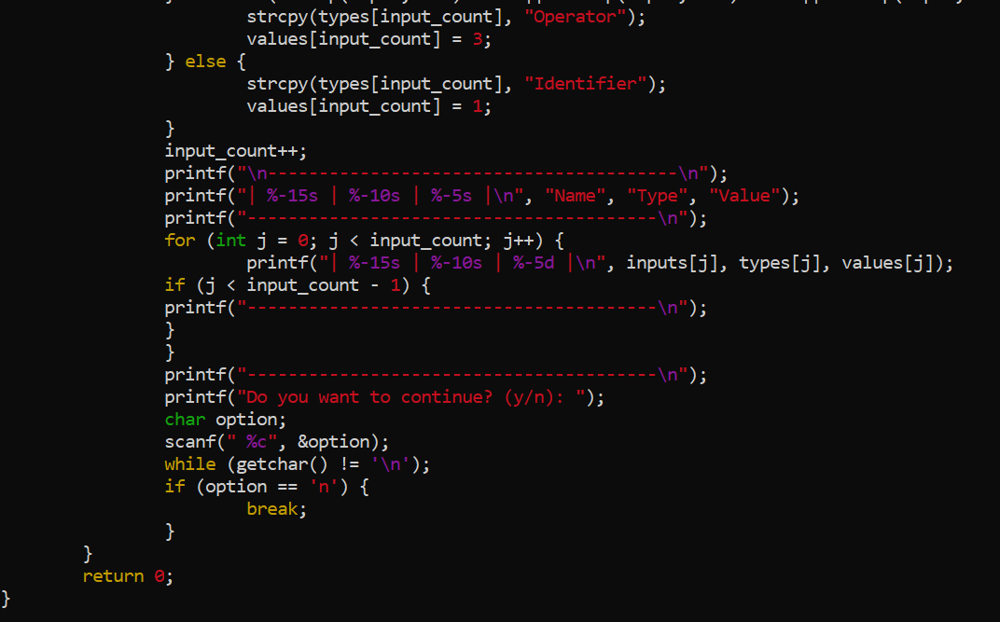 strcpy(types[input_count], "Operator");
values[input_count] = 3;
} else {
strcpy(types[input_count], "Identifier");
values[input_count] = 1;
}
input_count++;
printf("\n----------------------------------------\n");
printf("| %-15s | %-10s | %-5s |\n", "Name", "Type", "Value");
printf("----------------------------------------\n");
for (int j = 0; j < input_count; j++) {
printf("| %-15s | %-10s | %-5d |\n", inputs[j], types[j], values[j]);
if (j < input_count - 1) {
printf("----------------------------------------\n");
}
}
printf("----------------------------------------\n");
printf("Do you want to continue? (y/n): ");
char option;
scanf(" %c", &option);
while (getchar() != '\n');
if (option == 'n') {
break;
}
}
return 0;
}